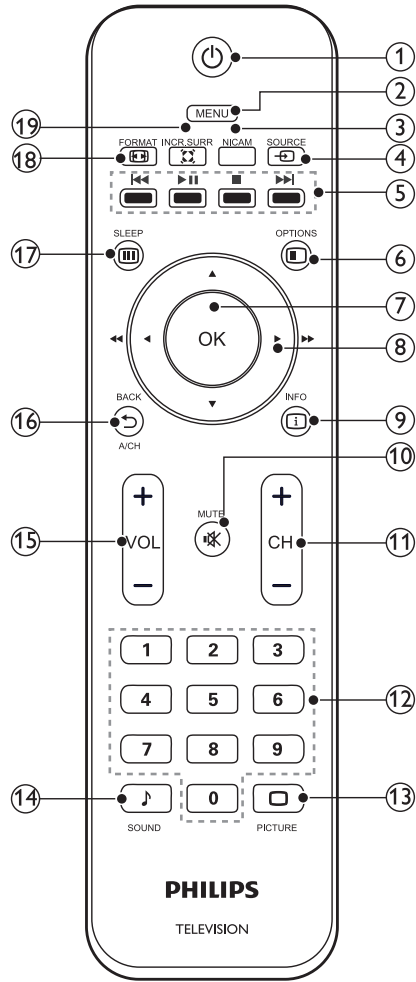 1
MENU
2
19
3
FORMAT INCR.SURR NICAM SOURCE
18
4
5
SLEEP OPTIONS
17
6
7
OK
8
BACK INFO
16
i
9
A/CH
10
+ +
MUTE
15
VOL CH
11
− −
1 2 3
4 5 6
12
7 8 9
14
0
13
SOUND PICTURE
PHILIPS
TELEVISION